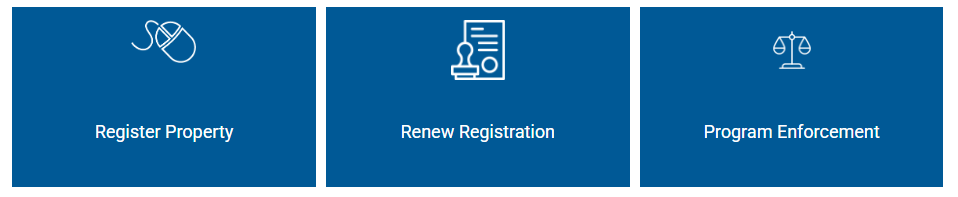 Register Property
Renew Registration
Program Enforcement